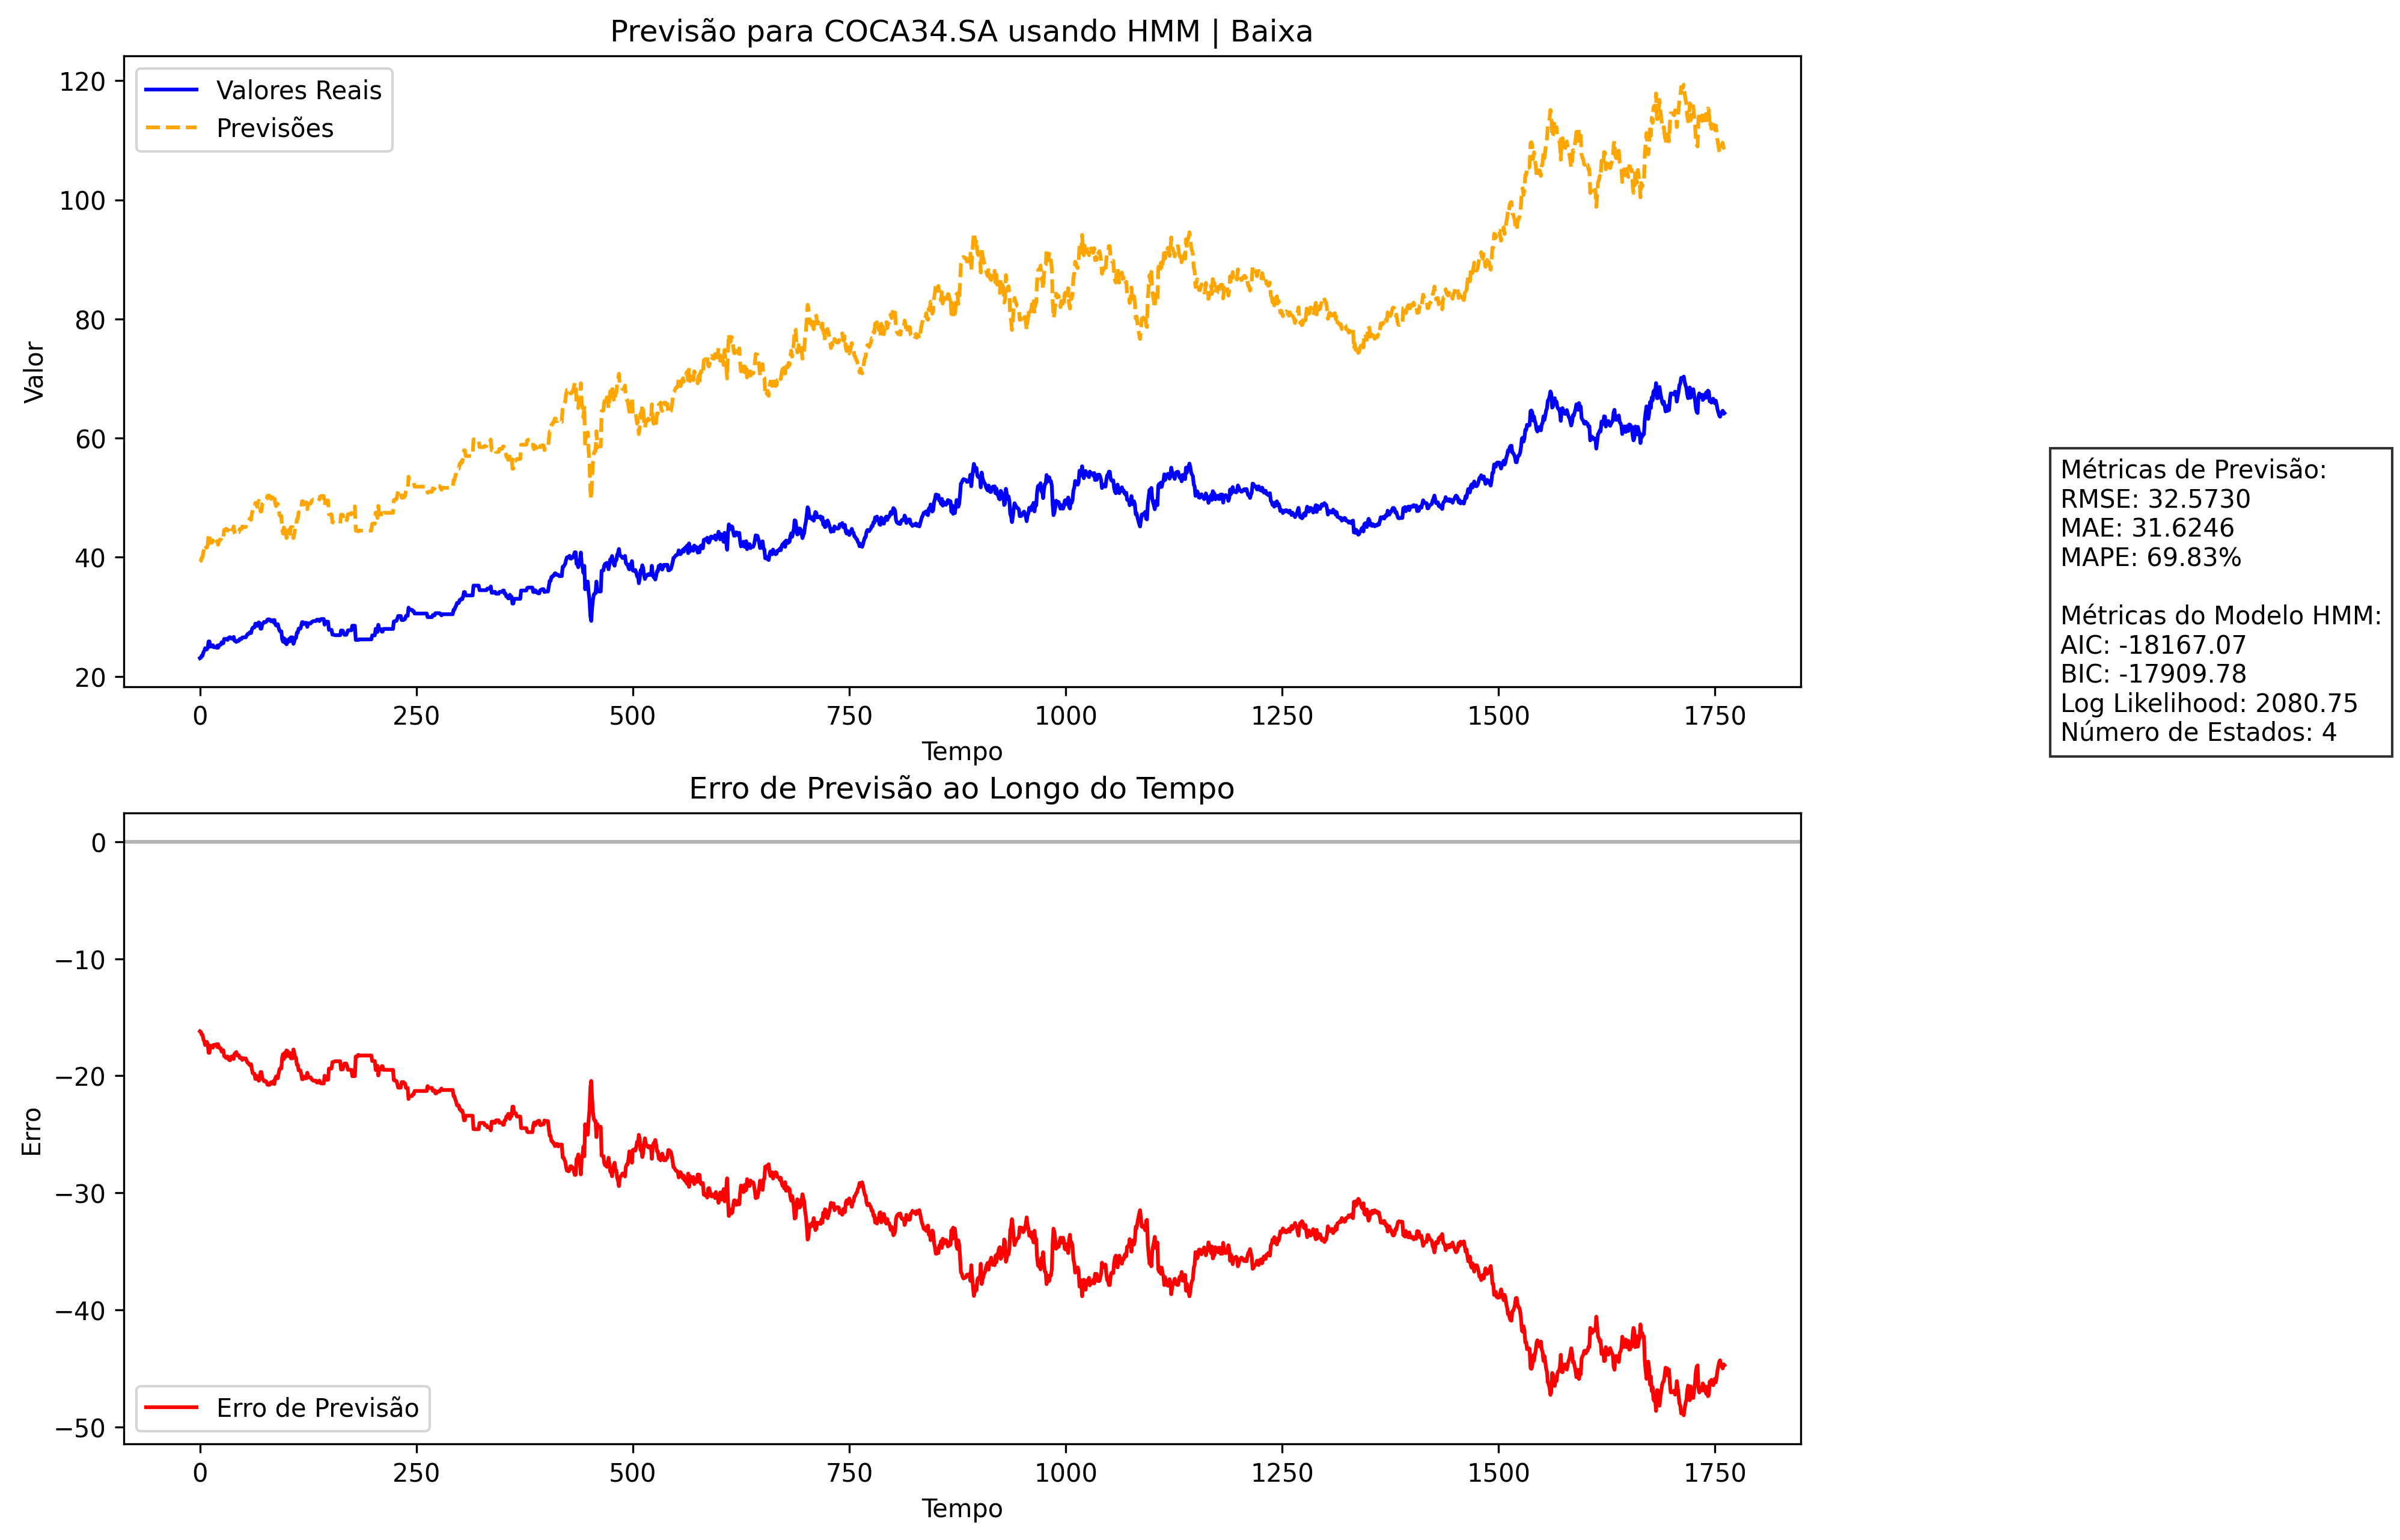 Previsão para COCA34.SA usando HMM | Baixa
Valores Reais
Previsões
Valor
120
100
80
60
40
20
0 250 500 750 1000 1250 1500 1750
Tempo
Métricas de Previsão:
RMSE: 32.5730
MAE: 31.6246
MAPE: 69.83%
Métricas do Modelo HMM:
AIC: -18167.07
BIC: -17909.78
Log Likelihood: 2080.75
Número de Estados: 4
Erro de Previsão ao Longo do Tempo
Erro
0
−10
−20
−30
−40
−50
Erro de Previsão
0 250 500 750 1000 1250 1500 1750
Tempo